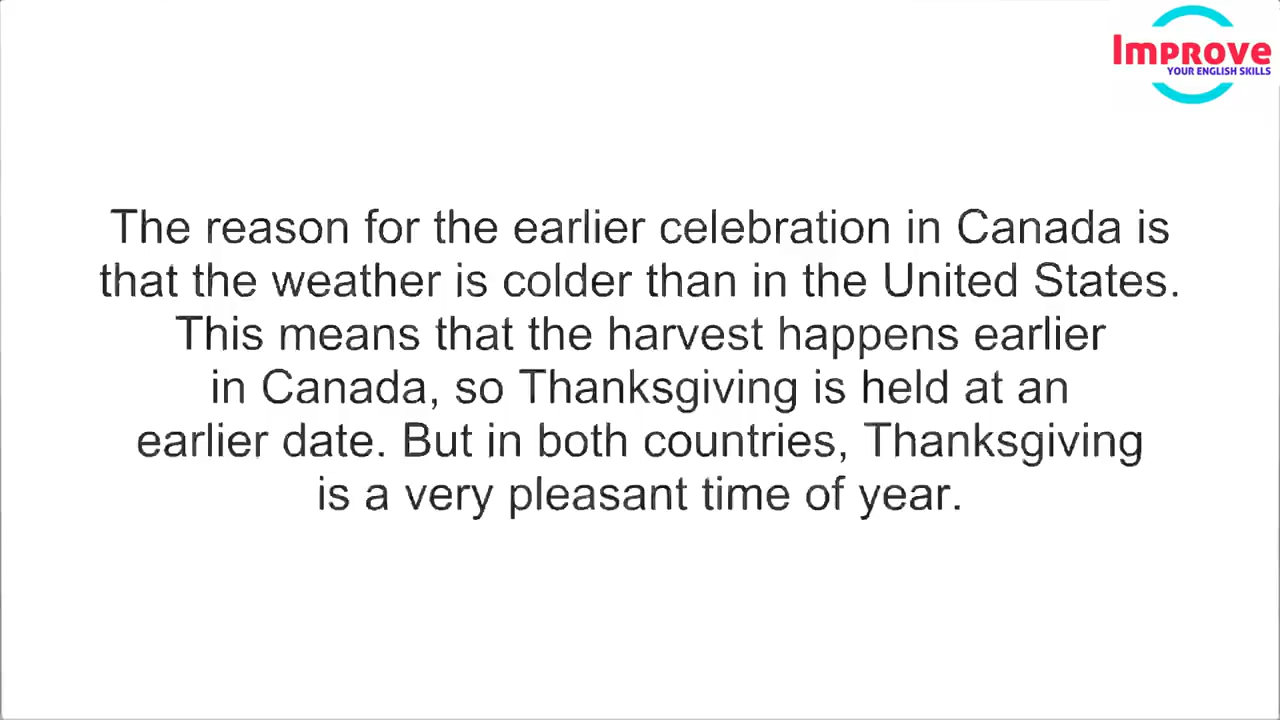 Improve
YOUR ENGLISH SKILLS
The reason for the earlier celebration in Canada is
that the weather is colder than in the United States.
This means that the harvest happens earlier
in Canada, so Thanksgiving is held at an
earlier date. But in both countries, Thanksgiving
is a very pleasant time of year.